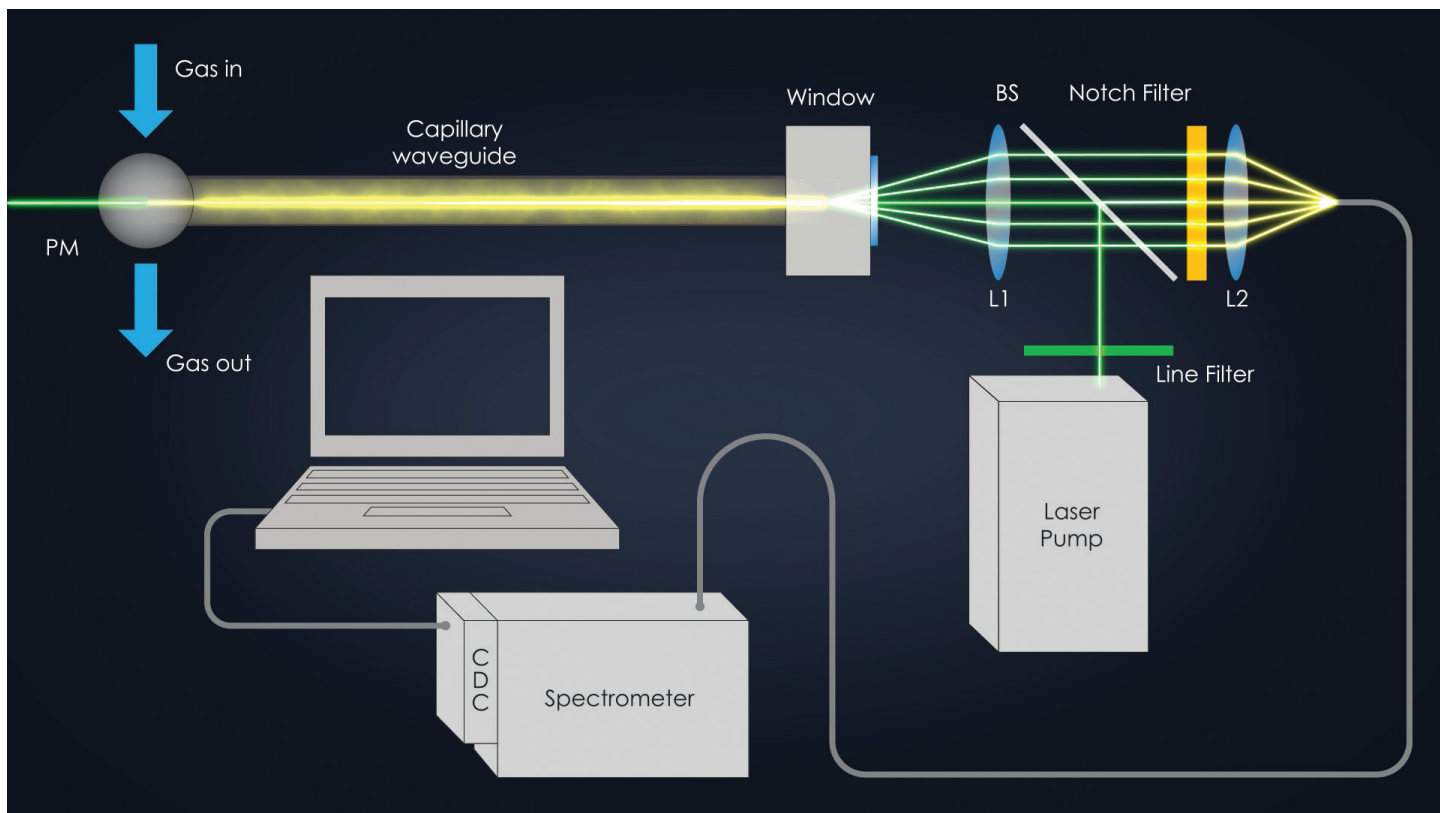 Gas in
Capillary
waveguide
Window
BS
Notch Filter
PM
L1
L2
Gas out
Line Filter
Laser
Pump
C
D
C
Spectrometer